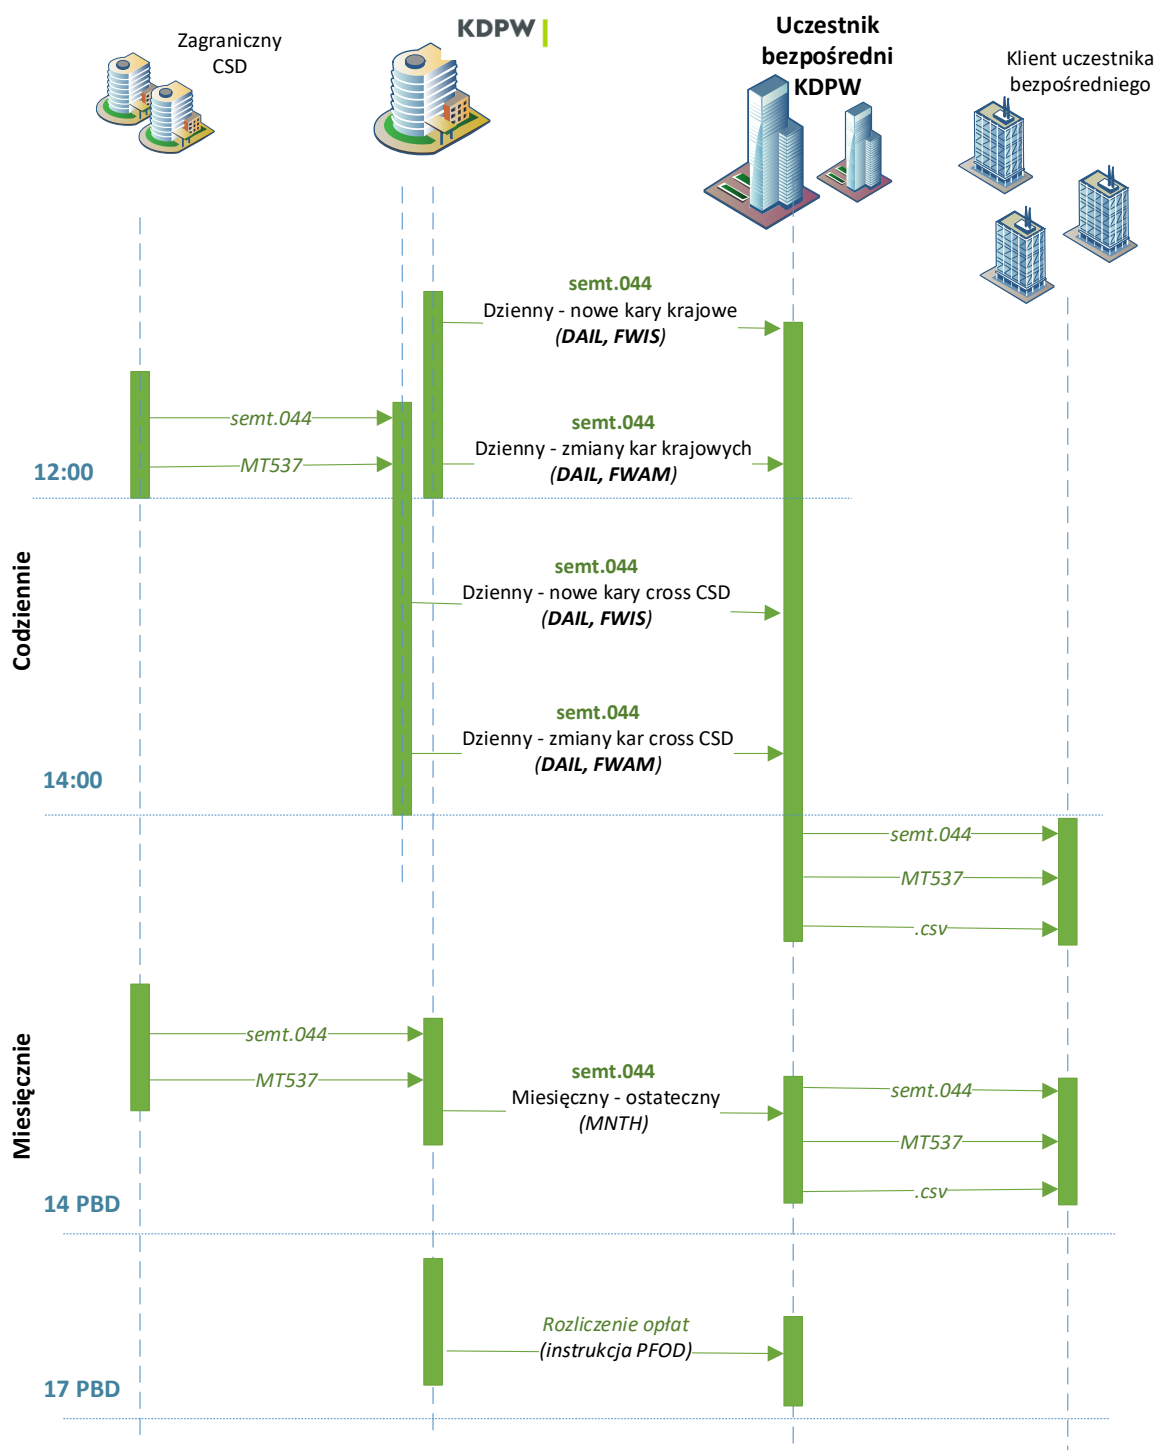 Zagraniczny
CSD
KDPW
Uczestnik
bezpośredni
KDPW
Klient uczestnika
bezpośredniego
semt.044
Dzienny - nowe kary krajowe
(DAIL, FWIS)
semt.044
MT537
semt.044
Dzienny - zmiany kar krajowych
(DAIL, FWAM)
12:00
Codziennie
semt.044
Dzienny - nowe kary cross CSD
(DAIL, FWIS)
semt.044
Dzienny - zmiany kar cross CSD
(DAIL, FWAM)
14:00
semt.044
MT537
.csv
Miesięcznie
semt.044
MT537
semt.044
Miesięczny - ostateczny
(MNTH)
semt.044
MT537
.csv
14 PBD
Rozliczenie opłat
(instrukcja PFOD)
17 PBD